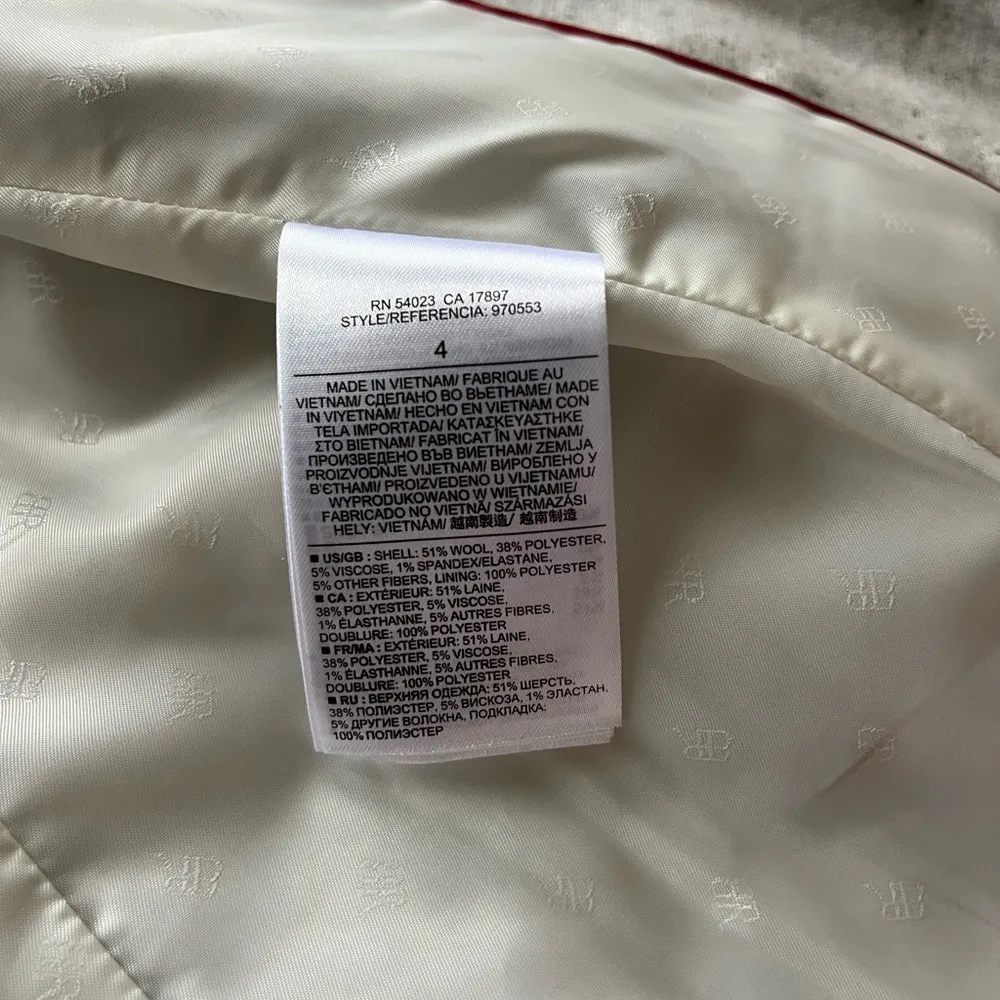 RN 54023 CA 17897
STYLE/REFERENCIA: 970553
4
MADE IN VIETNAM/ FABRIQUE AU
VIETNAM/ СДЕЛАНО ВО ВЬЕТНАМЕ/ MADE
IN VIYETNAM/ HECHO EN VIETNAM CON
TELA IMPORTADA/ ΚΑΤΑΣΚΕΥΑΣΤΗΚΕ
ΣΤΟ ΒΙΕΤΝΑΜ/ FABRICAT ÎN VIETNAM/
ПРОИЗВЕДЕНО ВЪВ ВИЕТНАМ/ ZEMLJA
PROIZVODNJE VIJETNAM/ ВИРОБЛЕНО У
В'ЄТНАМІ/ PROIZVEDENO U VIJETNAMU/
WYPRODUKOWANO W WIETNAMIE/
FABRICADO NO VIETNÃ/ SZÁRMAZÁSI
HELY: VIETNÁM/ 越南製造/ 越南制造
■ US/GB : SHELL: 51% WOOL, 38% POLYESTER,
5% VISCOSE, 1% SPANDEX/ELASTANE,
5% OTHER FIBERS, LINING: 100% POLYESTER
■ CA : EXTÉRIEUR: 51% LAINE,
38% POLYESTER, 5% VISCOSE,
1% ÉLASTHANNE, 5% AUTRES FIBRES,
DOUBLURE: 100% POLYESTER
■ FR/MA : EXTÉRIEUR: 51% LAINE,
38% POLYESTER, 5% VISCOSE,
1% ÉLASTHANNE, 5% AUTRES FIBRES,
DOUBLURE: 100% POLYESTER
■ RU : ВЕРХНЯЯ ОДЕЖДА: 51% ШЕРСТЬ,
38% ПОЛИЭСТЕР, 5% ВИСКОЗА, 1% ЭЛАСТАН,
5% ДРУГИЕ ВОЛОКНА, ПОДКЛАДКА:
100% ПОЛИЭСТЕР